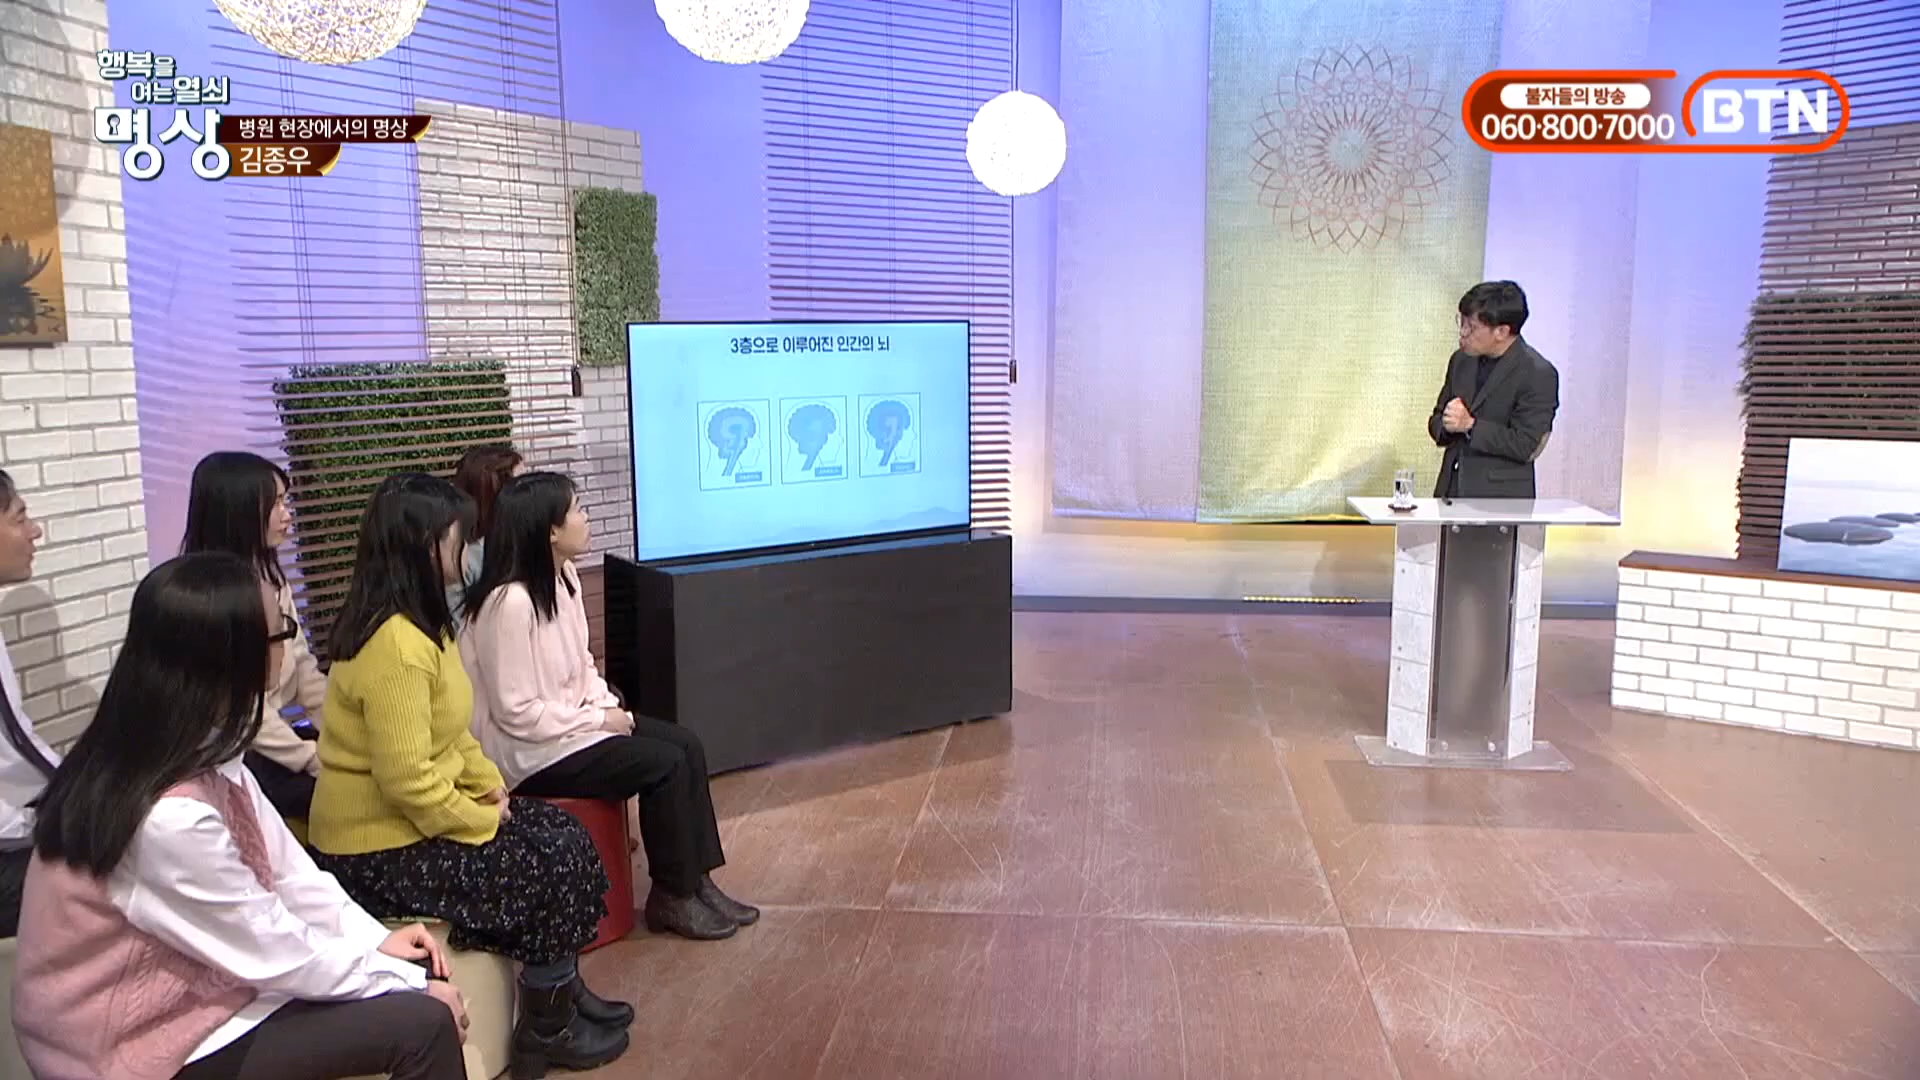 행복을
여는 열쇠
명상
병원 현장에서의 명상
김종우
불자들의 방송
060·800·7000
BTN
3층으로 이루어진 인간의 뇌